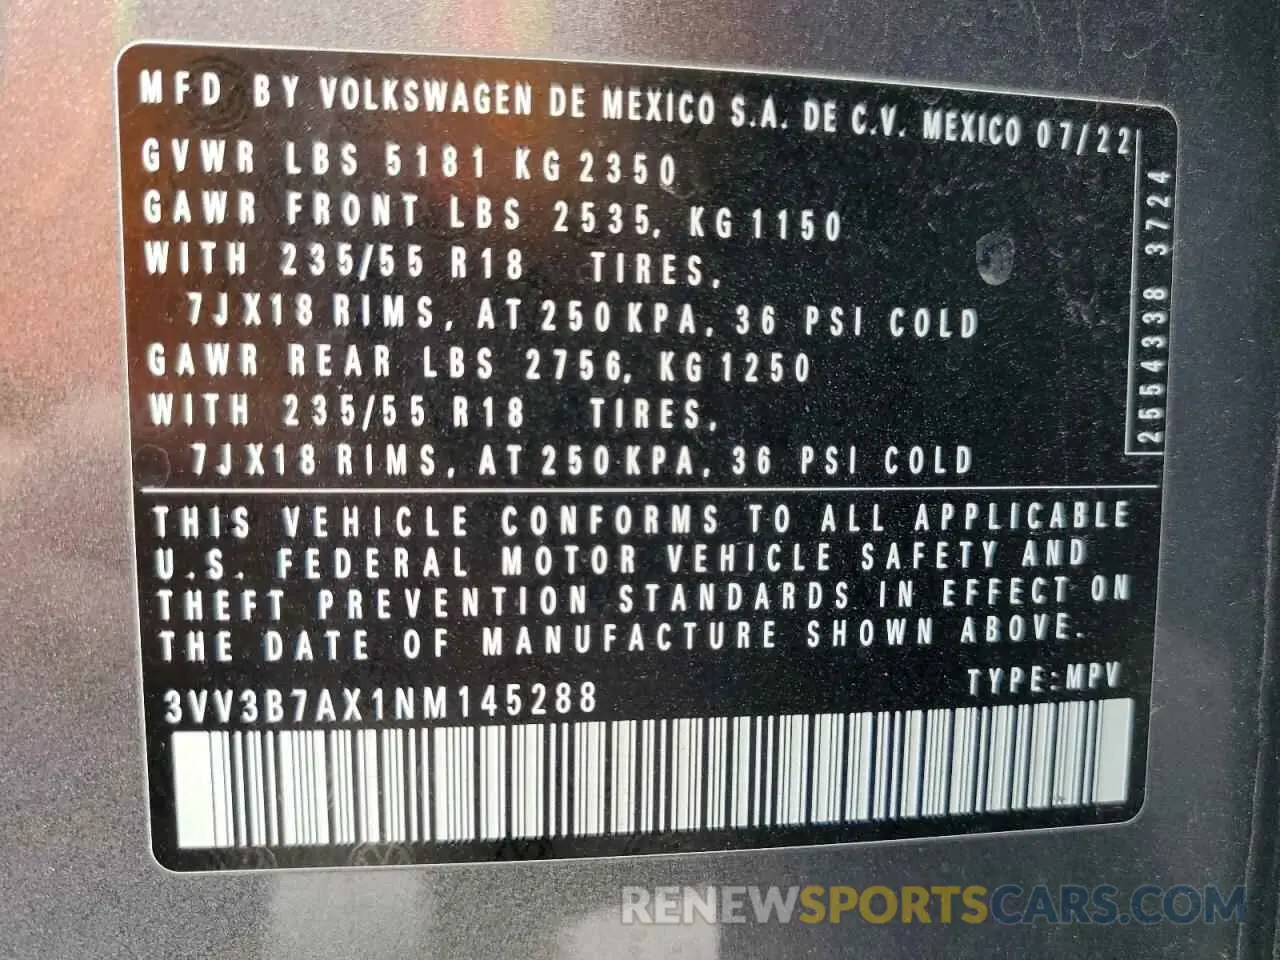 MFD BY VOLKSWAGEN DE MEXICO S.A. DE C.V. MEXICO 07/22
GVWR LBS 5181 KG 2350
GAWR FRONT LBS 2535, KG 1150
WITH 235/55 R18 TIRES,
7JX18 RIMS, AT 250 KPA, 36 PSI COLD
GAWR REAR LBS 2756, KG 1250
WITH 235/55 R18 TIRES,
7JX18 RIMS, AT 250 KPA, 36 PSI COLD
2554338 3724
THIS VEHICLE CONFORMS TO ALL APPLICABLE
U.S. FEDERAL MOTOR VEHICLE SAFETY AND
THEFT PREVENTION STANDARDS IN EFFECT ON
THE DATE OF MANUFACTURE SHOWN ABOVE.
TYPE: MPV
3VV3B7AX1NM145288
RENEWSPORTSCARS.COM